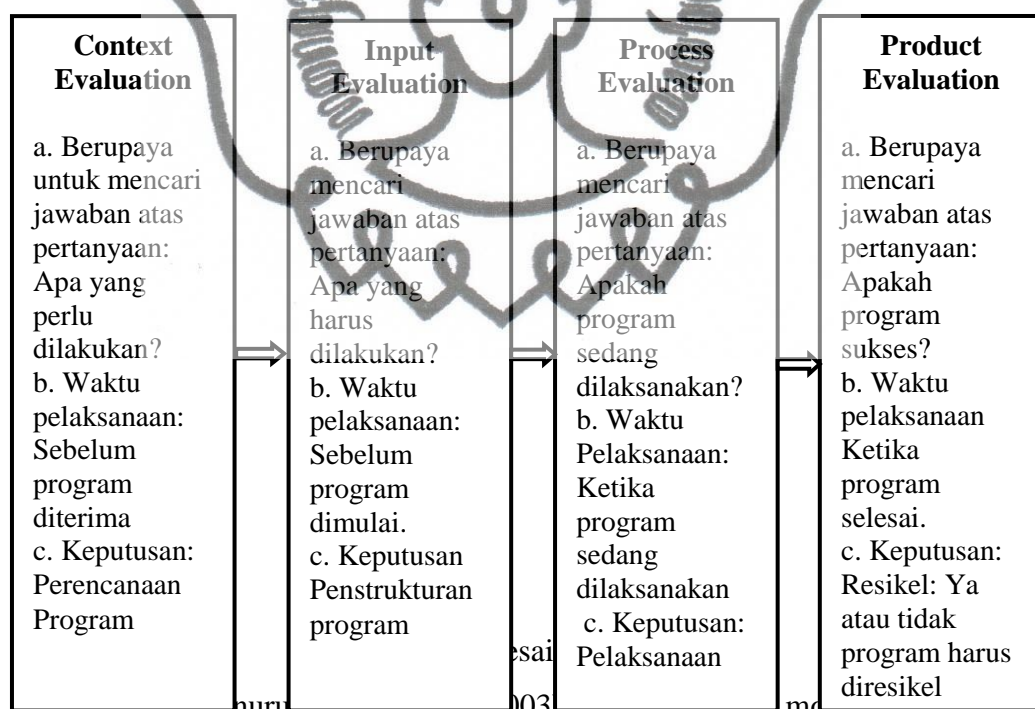 Context
Evaluation
a. Berupaya
untuk mencari
jawaban atas
pertanyaan:
Apa yang
perlu
dilakukan?
b. Waktu
pelaksanaan:
Sebelum
program
diterima
c. Keputusan:
Perencanaan
Program
Input
Evaluation
a. Berupaya
mencari
jawaban atas
pertanyaan:
Apa yang
harus
dilakukan?
b. Waktu
pelaksanaan:
Sebelum
program
dimulai.
c. Keputusan
Penstrukturan
program
Process
Evaluation
a. Berupaya
mencari
jawaban atas
pertanyaan:
Apakah
program
sedang
dilaksanakan?
b. Waktu
Pelaksanaan:
Ketika
program
sedang
dilaksanakan
c. Keputusan:
Pelaksanaan
Product
Evaluation
a. Berupaya
mencari
jawaban atas
pertanyaan:
Apakah
program
sukses?
b. Waktu
pelaksanaan
Ketika
program
selesai.
c. Keputusan:
Resikel: Ya
atau tidak
program harus
diresikel